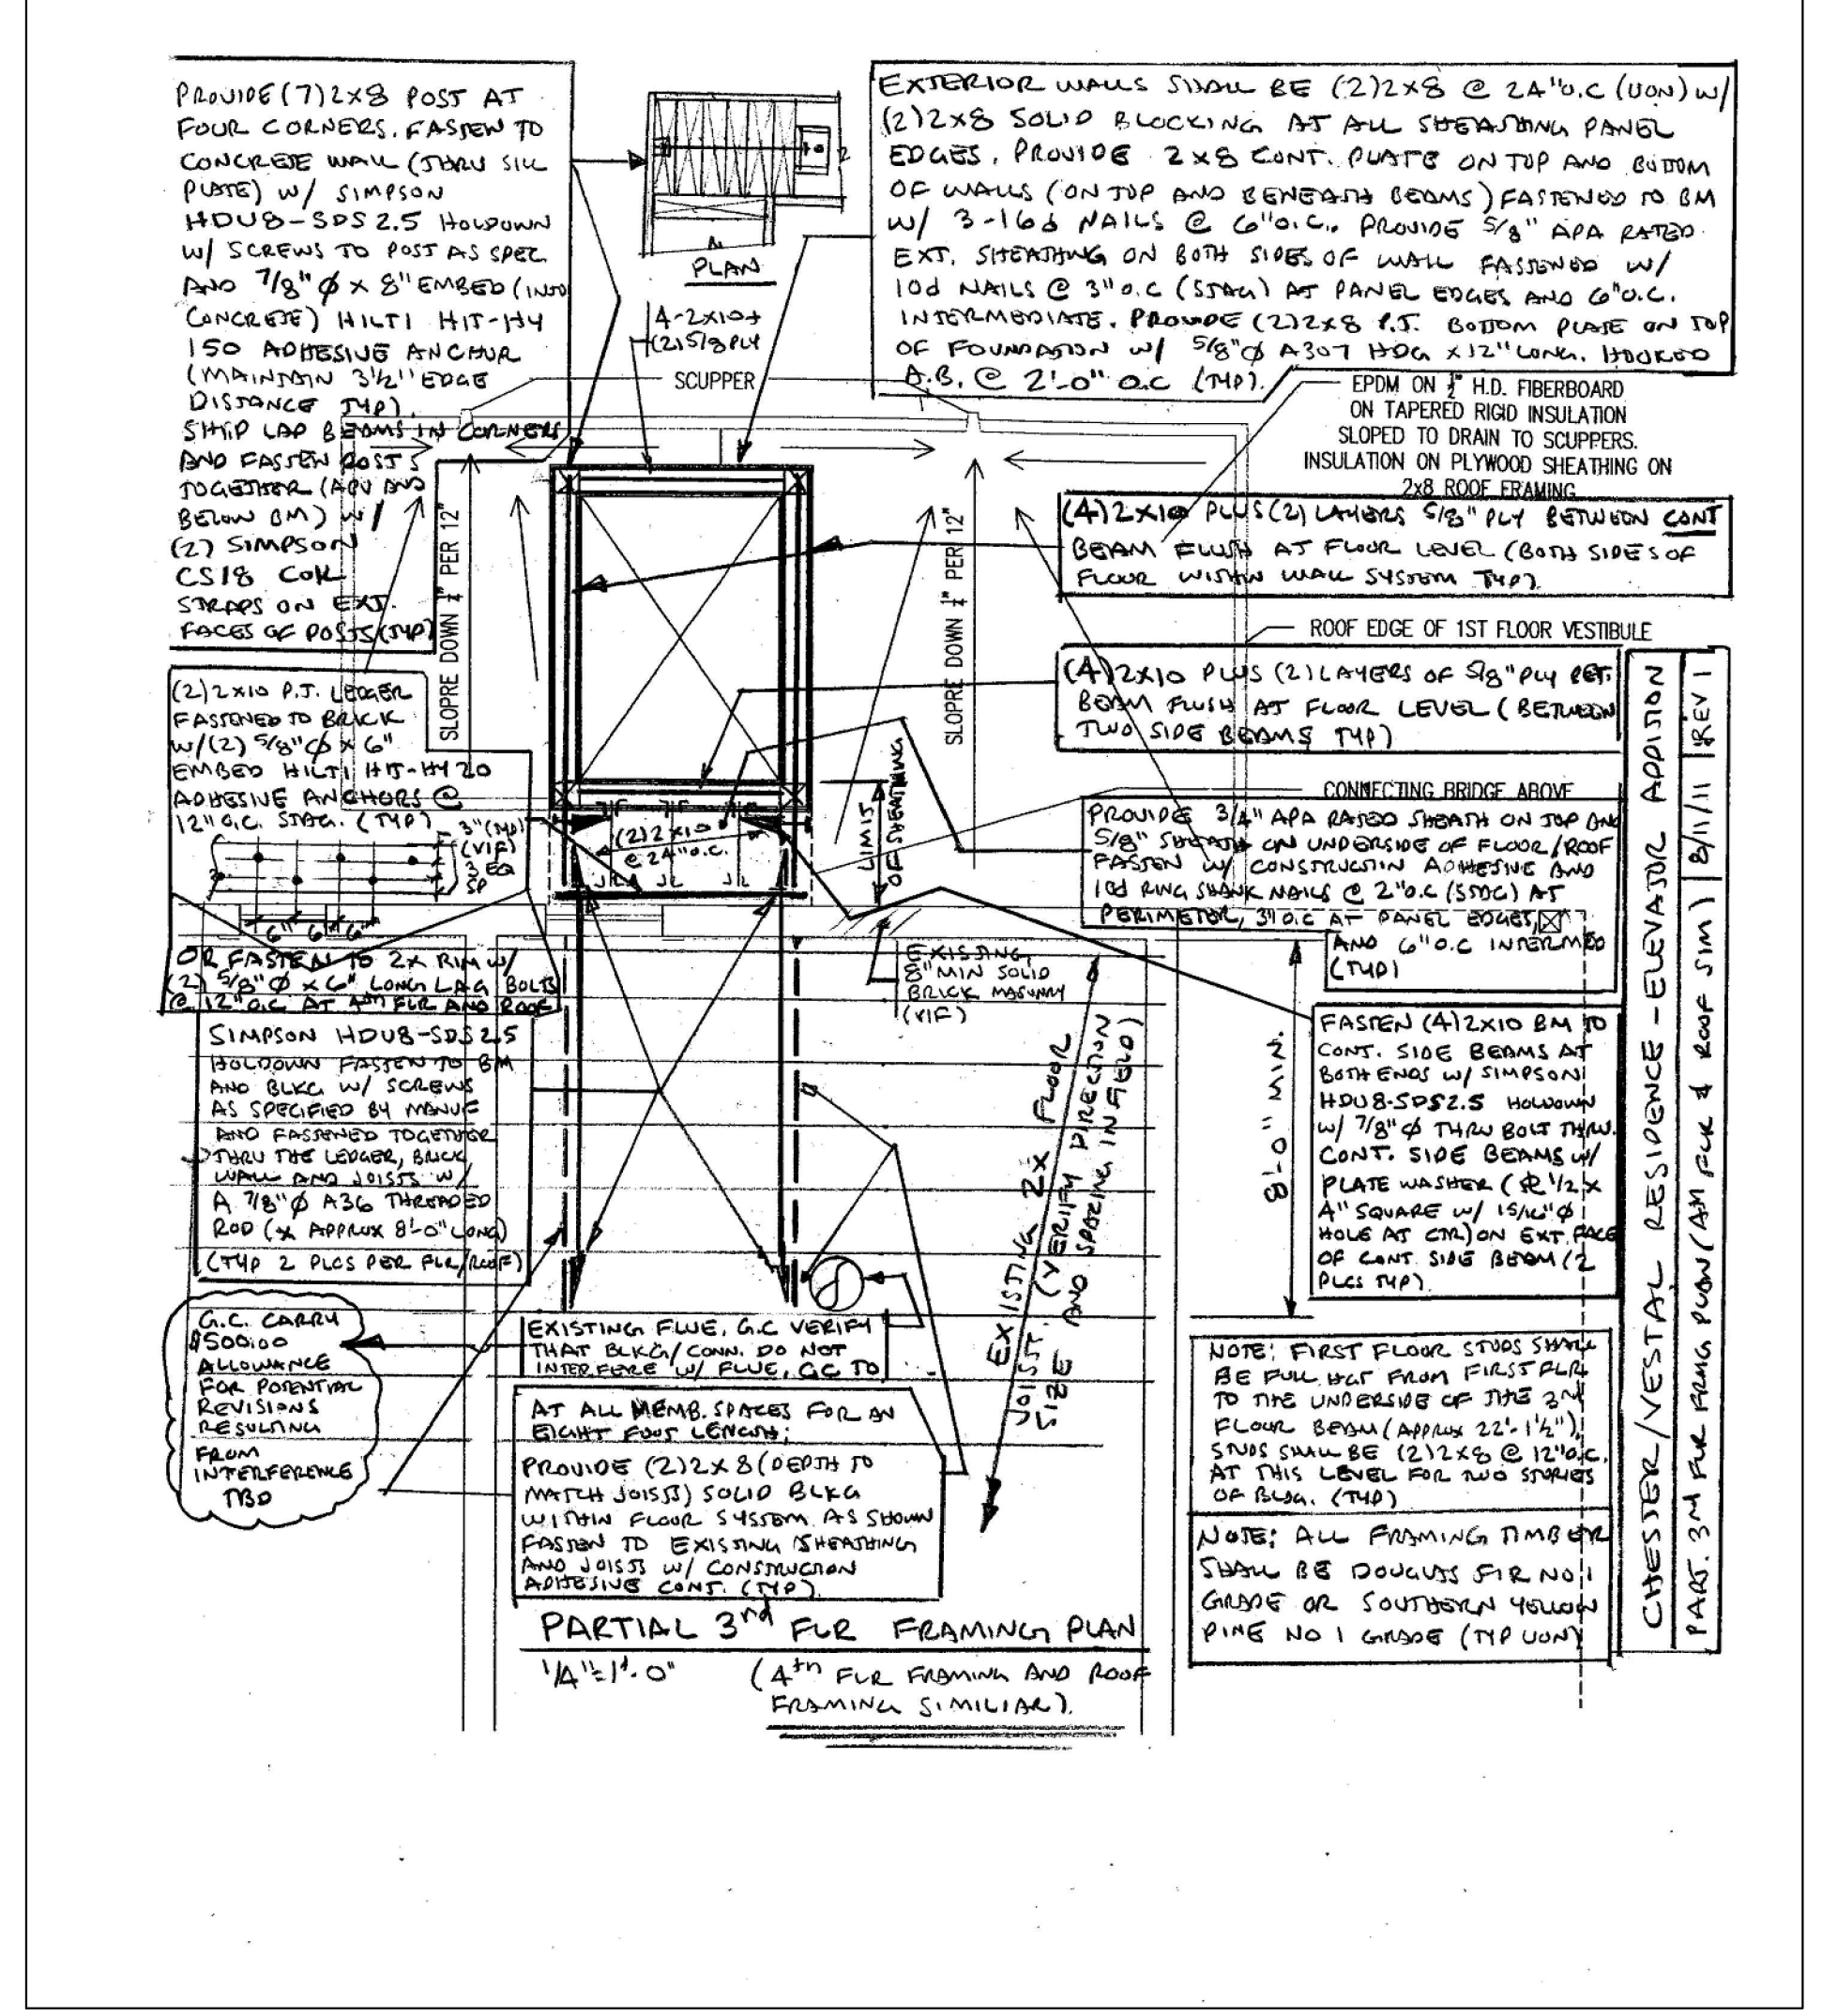 PROVIDE (7) 2x8 POST AT
FOUR CORNERS. FASTEN TO
CONCRETE WALL (THRU SILL
PLATE) W/ SIMPSON
HDU8-SDS 2.5 HOLDOWN
W/ SCREWS TO POST AS SPEC
AND 7/8"Ø x 8" EMBED (INTO
CONCRETE) HILTI HIT-HY
150 ADHESIVE ANCHOR
(MAINTAIN 3½" EDGE
DISTANCE TYP).
SHIP LAP BEAMS IN CORNERS
AND FASTEN POSTS
TOGETHER (ABV AND
BELOW BM) W/
(2) SIMPSON
CS18 COIL
STRAPS ON EXT.
FACES OF POSTS (TYP)
PLAN
4-2x10+
(2) 5/8 PLY
SCUPPER
EXTERIOR WALLS SHALL BE (2)2x8 @ 24"O.C (UON) W/
(2)2x8 SOLID BLOCKING AT ALL SHEATHING PANEL
EDGES. PROVIDE 2x8 CONT. PLATE ON TOP AND BOTTOM
OF WALLS (ON TOP AND BENEATH BEAMS) FASTENED TO BM
W/ 3-16d NAILS @ 6"O.C. PROVIDE 5/8" APA RATED
EXT. SHEATHING ON BOTH SIDES OF WALL FASTENED W/
10d NAILS @ 3"O.C (STAG) AT PANEL EDGES AND 6"O.C.
INTERMEDIATE. PROVIDE (2)2x8 P.T. BOTTOM PLATE ON TOP
OF FOUNDATION W/ 5/8"Ø A307 HDG x12" LONG. HOOKED
A.B. @ 2'-0" O.C (TYP).
EPDM ON ½" H.D. FIBERBOARD
ON TAPERED RIGID INSULATION
SLOPED TO DRAIN TO SCUPPERS.
INSULATION ON PLYWOOD SHEATHING ON
2x8 ROOF FRAMING
(4)2x10 PLUS (2) LAYERS 5/8" PLY BETWEEN CONT
BEAM FLUSH AT FLOOR LEVEL (BOTH SIDES OF
FLOOR WITHIN WALL SYSTEM TYP).
SLOPRE DOWN ¼" PER 12"
SLOPRE DOWN ¼" PER 12"
ROOF EDGE OF 1ST FLOOR VESTIBULE
(4)2x10 PLUS (2) LAYERS OF 5/8" PLY BET.
BEAM FLUSH AT FLOOR LEVEL (BETWEEN
TWO SIDE BEAMS TYP)
(2) 2x10 P.T. LEDGER
FASTENED TO BRICK
W/(2) 5/8"Ø x 6"
EMBED HILTI HIT-HY 20
ADHESIVE ANCHORS @
12" O.C. STAG. (TYP)
3"(TYP)
(VIF)
3 EQ
SP
6" 6" 6"
OR FASTEN TO 2x RIM W/
(2) 5/8"Ø x 6" LONG LAG BOLTS
@ 12"O.C AT 4th FLR AND ROOF
(2)2x10
@ 24"O.C.
LIMITS
OF SHEATHING
CONNECTING BRIDGE ABOVE
PROVIDE 3/4" APA RATED SHEATH ON TOP AND
5/8" SHEATH ON UNDERSIDE OF FLOOR/ROOF
FASTEN W/ CONSTRUCTIN ADHESIVE AND
10d RING SHANK NAILS @ 2"O.C (STAG) AT
PERIMETER, 3"O.C AT PANEL EDGES,
AND 6"O.C INTERMED
(TYP)
EXISTING
8" MIN SOLID
BRICK MASONRY
(VIF)
SIMPSON HDU8-SDS2.5
HOLDOWN FASTEN TO BM
AND BLKG W/ SCREWS
AS SPECIFIED BY MANUF
AND FASTENED TOGETHER
THRU THE LEDGER, BRICK
WALL AND JOISTS W/
A 7/8"Ø A36 THREADED
ROD (x APPROX 8'-0" LONG)
(TYP 2 PLCS PER FLR/ROOF)
EXISTING 2x FLOOR
JOIST. (VERIFY DIRECTION
SIZE AND SPACING IN FIELD)
8'-0" MIN.
FASTEN (4)2x10 BM TO
CONT. SIDE BEAMS AT
BOTH ENDS W/ SIMPSON
HDU8-SDS2.5 HOLDOWN
W/ 7/8"Ø THRU BOLT THRU
CONT. SIDE BEAMS W/
PLATE WASHER (PL 1/2 x
4" SQUARE W/ 15/16"Ø
HOLE AT CTR) ON EXT. FACE
OF CONT. SIDE BEAM (2
PLCS TYP).
G.C. CARRY
$500.00
ALLOWANCE
FOR POTENTIAL
REVISIONS
RESULTING
FROM
INTERFERENCE
TBD
EXISTING FLUE, G.C VERIFY
THAT BLKG/CONN. DO NOT
INTERFERE W/ FLUE, GC TO
AT ALL MEMB. SPACES FOR AN
EIGHT FOOT LENGTH;
PROVIDE (2)2x8 (DEPTH TO
MATCH JOISTS) SOLID BLKG
WITHIN FLOOR SYSTEM AS SHOWN
FASTEN TO EXISTING SHEATHING
AND JOISTS W/ CONSTRUCTION
ADHESIVE CONT. (TYP).
NOTE: FIRST FLOOR STUDS SHALL
BE FULL HGT FROM FIRST FLR
TO THE UNDERSIDE OF THE 3rd
FLOOR BEAM (APPROX 22'-1½").
STUDS SHALL BE (2)2x8 @ 12"O.C.
AT THIS LEVEL FOR TWO STORIES
OF BLDG. (TYP)
NOTE: ALL FRAMING TIMBER
SHALL BE DOUGLAS FIR NO 1
GRADE OR SOUTHERN YELLOW
PINE NO 1 GRADE (TYP UON)
PARTIAL 3rd FLR FRAMING PLAN
1/4"=1'-0"
(4th FLR FRAMING AND ROOF
FRAMING SIMILIAR).
CHESTER/VESTAL RESIDENCE - ELEVATOR ADDITION
PART. 3rd FLR FRMG PLAN (4th FLR & ROOF SIM) 8/11/11 REV 1